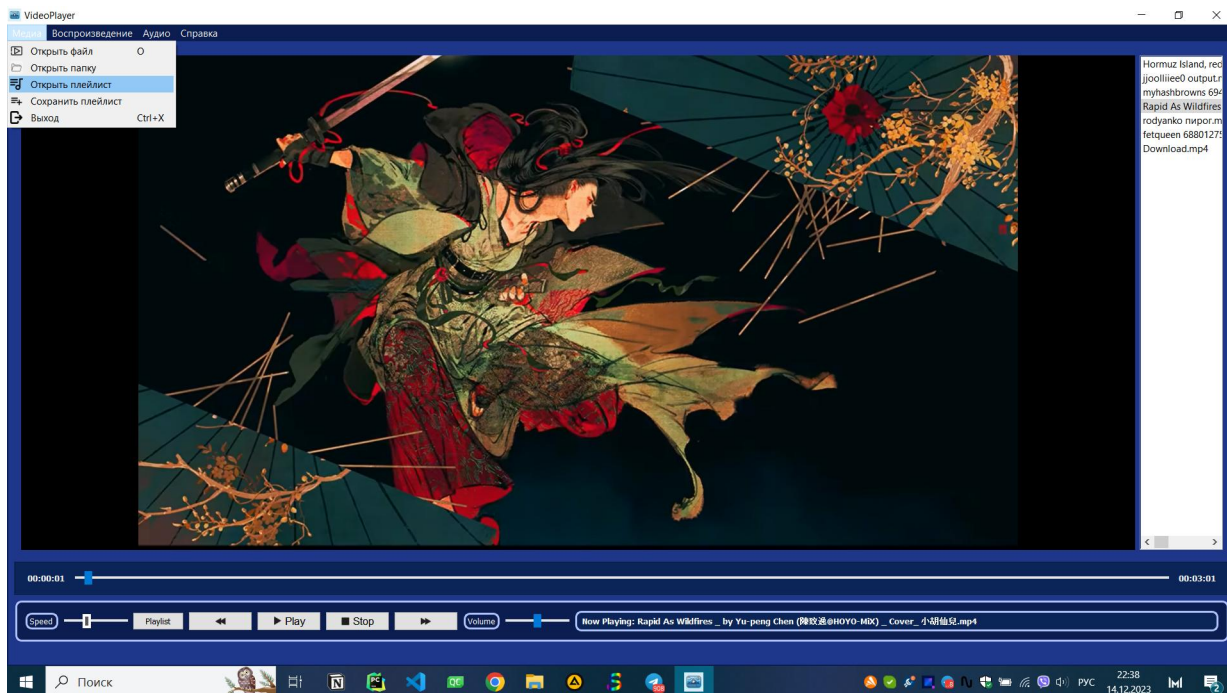 VideoPlayer
Медиа Воспроизведение Аудио Справка
Открыть файл O
Открыть папку
Открыть плейлист
Сохранить плейлист
Выход Ctrl+X
Hormuz Island, red
jjoolliiee0 output.n
myhashbrowns 694
Rapid As Wildfires
rodyanko пирог.m
fetqueen 6880127
Download.mp4
00:00:01 00:03:01
Speed Playlist Play Stop Volume Now Playing: Rapid As Wildfires _ by Yu-peng Chen (陳致逸@HOYO-MiX) _ Cover_ 小胡仙兒.mp4
Поиск
РУС
22:38
14.12.2023